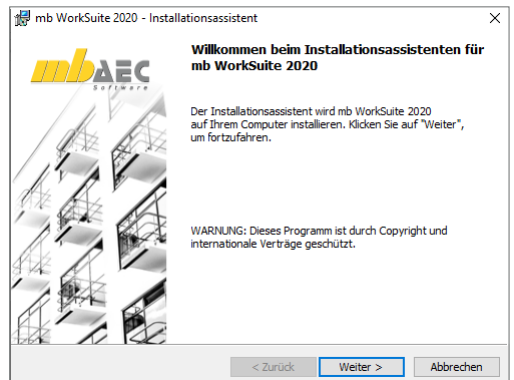 mb WorkSuite 2020 - Installationsassistent
mbAEC
Software
Willkommen beim Installationsassistenten für
mb WorkSuite 2020
Der Installationsassistent wird mb WorkSuite 2020
auf Ihrem Computer installieren. Klicken Sie auf "Weiter",
um fortzufahren.
WARNUNG: Dieses Programm ist durch Copyright und
internationale Verträge geschützt.
< Zurück Weiter > Abbrechen